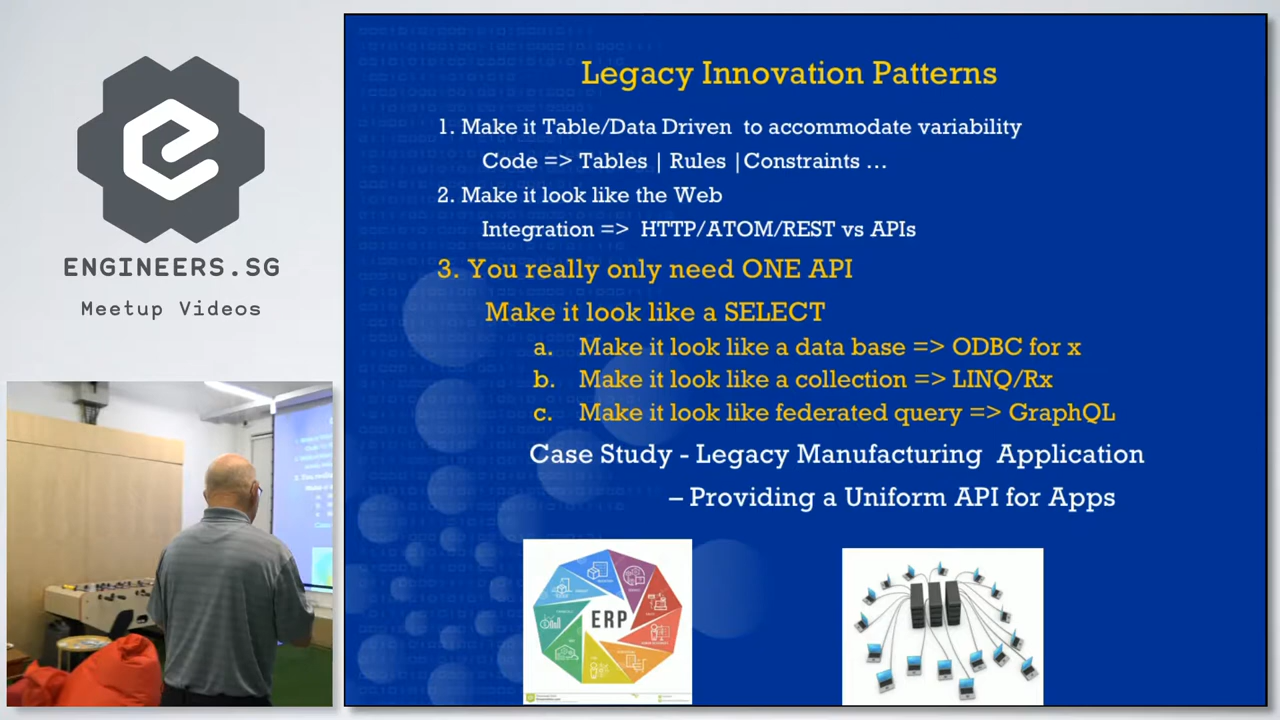 ENGINEERS.SG
Meetup Videos
Legacy Innovation Patterns
1. Make it Table/Data Driven to accommodate variability
Code => Tables | Rules |Constraints ...
2. Make it look like the Web
Integration => HTTP/ATOM/REST vs APIs
3. You really only need ONE API
Make it look like a SELECT
a. Make it look like a data base => ODBC for x
b. Make it look like a collection => LINQ/Rx
c. Make it look like federated query => GraphQL
Case Study - Legacy Manufacturing Application
– Providing a Uniform API for Apps
ERP